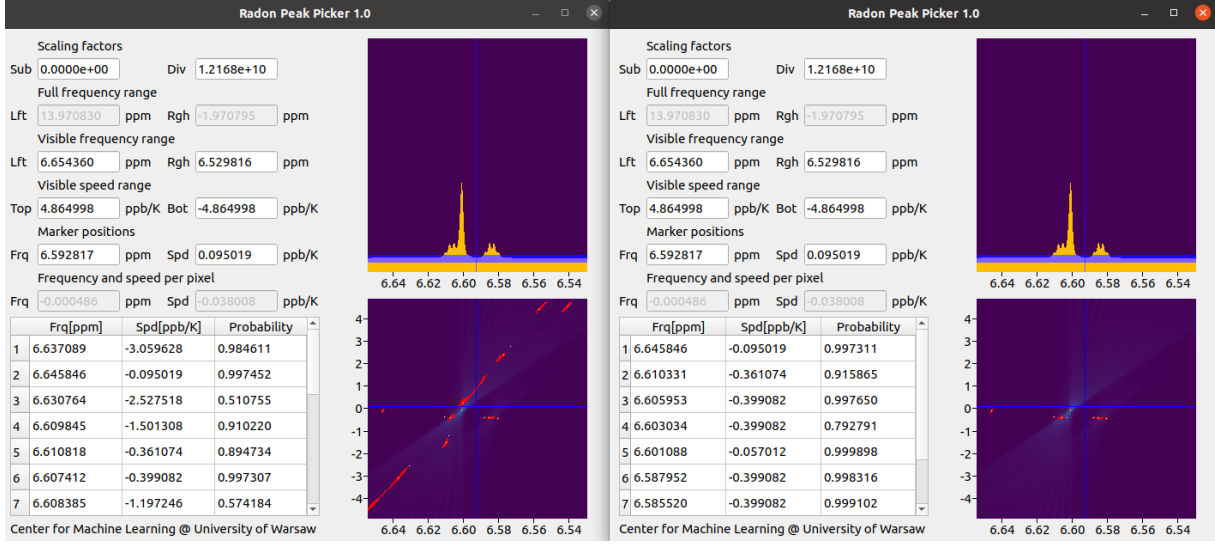 Radon Peak Picker 1.0
Scaling factors
Sub 0.0000e+00 Div 1.2168e+10
Full frequency range
Lft 13.970830 ppm Rgh -1.970795 ppm
Visible frequency range
Lft 6.654360 ppm Rgh 6.529816 ppm
Visible speed range
Top 4.864998 ppb/K Bot -4.864998 ppb/K
Marker positions
Frq 6.592817 ppm Spd 0.095019 ppb/K
Frequency and speed per pixel
Frq -0.000486 ppm Spd -0.038008 ppb/K
Frq[ppm] Spd[ppb/K] Probability
1 6.637089 -3.059628 0.984611
2 6.645846 -0.095019 0.997452
3 6.630764 -2.527518 0.510755
4 6.609845 -1.501308 0.910220
5 6.610818 -0.361074 0.894734
6 6.607412 -0.399082 0.997307
7 6.608385 -1.197246 0.574184
Center for Machine Learning @ University of Warsaw
6.64 6.62 6.60 6.58 6.56 6.54
4
3
2
1
0
-1
-2
-3
-4
6.64 6.62 6.60 6.58 6.56 6.54
Radon Peak Picker 1.0
Scaling factors
Sub 0.0000e+00 Div 1.2168e+10
Full frequency range
Lft 13.970830 ppm Rgh -1.970795 ppm
Visible frequency range
Lft 6.654360 ppm Rgh 6.529816 ppm
Visible speed range
Top 4.864998 ppb/K Bot -4.864998 ppb/K
Marker positions
Frq 6.592817 ppm Spd 0.095019 ppb/K
Frequency and speed per pixel
Frq -0.000486 ppm Spd -0.038008 ppb/K
Frq[ppm] Spd[ppb/K] Probability
1 6.645846 -0.095019 0.997311
2 6.610331 -0.361074 0.915865
3 6.605953 -0.399082 0.997650
4 6.603034 -0.399082 0.792791
5 6.601088 -0.057012 0.999898
6 6.587952 -0.399082 0.998316
7 6.585520 -0.399082 0.999102
Center for Machine Learning @ University of Warsaw
6.64 6.62 6.60 6.58 6.56 6.54
4
3
2
1
0
-1
-2
-3
-4
6.64 6.62 6.60 6.58 6.56 6.54